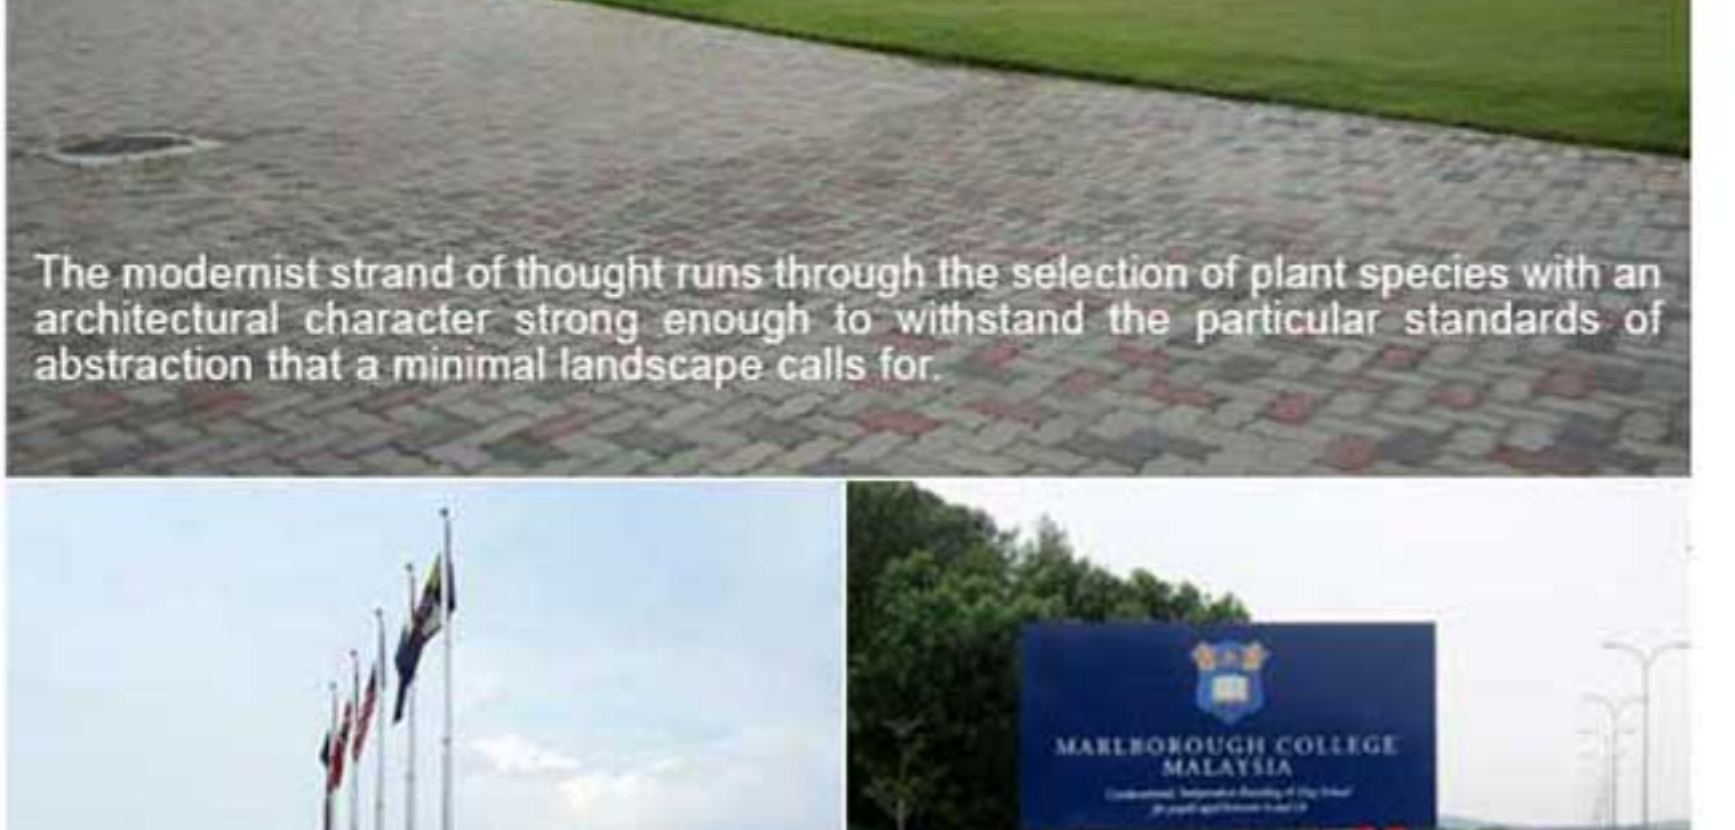 The modernist strand of thought runs through the selection of plant species with an
architectural character strong enough to withstand the particular standards of
abstraction that a minimal landscape calls for.
MARLBOROUGH COLLEGE
MALAYSIA